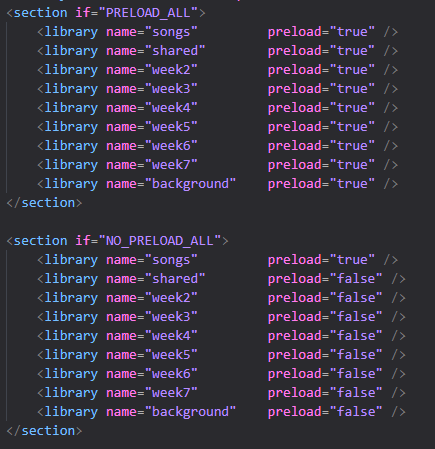 <section if="PRELOAD_ALL">
    <library name="songs"         preload="true" />
    <library name="shared"        preload="true" />
    <library name="week2"         preload="true" />
    <library name="week3"         preload="true" />
    <library name="week4"         preload="true" />
    <library name="week5"         preload="true" />
    <library name="week6"         preload="true" />
    <library name="week7"         preload="true" />
    <library name="background"    preload="true" />
</section>

<section if="NO_PRELOAD_ALL">
    <library name="songs"         preload="true" />
    <library name="shared"        preload="false" />
    <library name="week2"         preload="false" />
    <library name="week3"         preload="false" />
    <library name="week4"         preload="false" />
    <library name="week5"         preload="false" />
    <library name="week6"         preload="false" />
    <library name="week7"         preload="false" />
    <library name="background"    preload="false" />
</section>